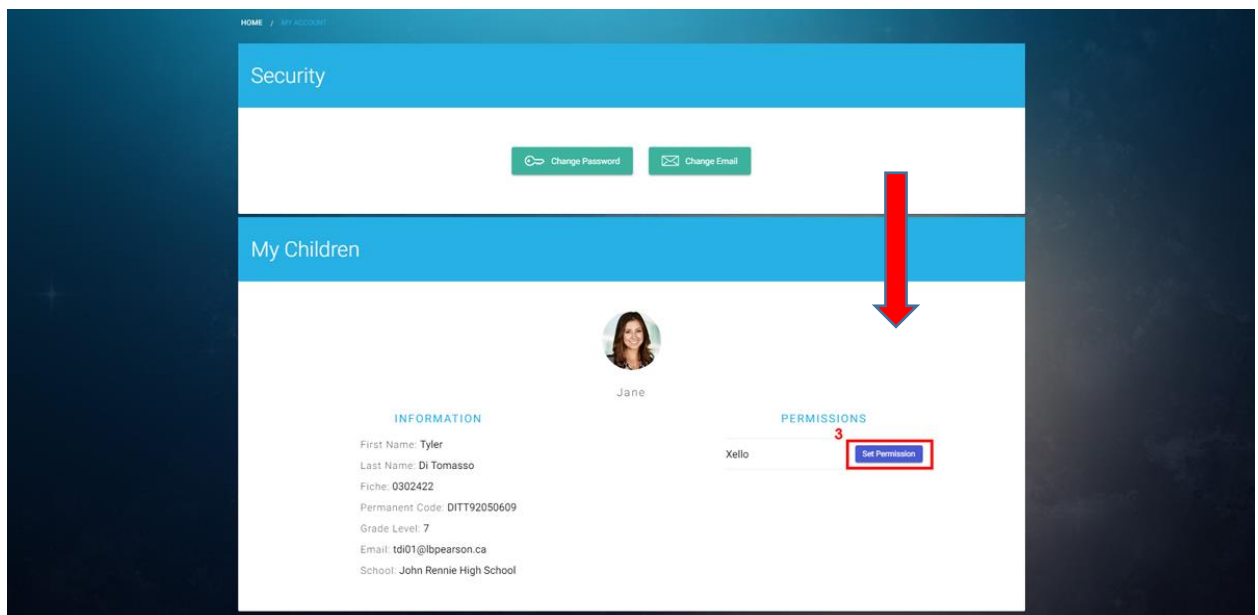 HOME / MY ACCOUNT
Security
Change Password
Change Email
My Children
Jane
INFORMATION
First Name: Tyler
Last Name: Di Tomasso
Fiche: 0302422
Permanent Code: DITT92050609
Grade Level: 7
Email: tdi01@lbpearson.ca
School: John Rennie High School
PERMISSIONS
3
Xello Set Permission